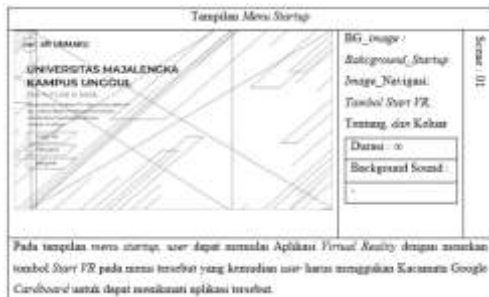 Tampilan Menu Startup
UNIVERSITAS MAJALENGKA
KAMPUS UNGGUL
BG_image :
Bakcground_Startup
Image_Navigasi:
Tombol Start VR,
Tentang, dan Keluar
Durasi : ∞
Background Sound :
-
Scene : 01
Pada tampilan menu startup, user dapat memulai Aplikasi Virtual Reality dengan menekan
tombol Start VR pada menu tersebut yang kemudian user harus menggunakan Kacamata Google
Cardboard untuk dapat menikmati aplikasi tersebut.